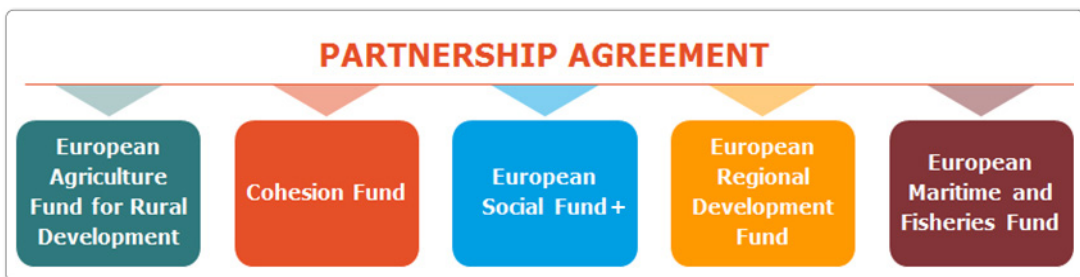 PARTNERSHIP AGREEMENT
European
Agriculture
Fund for Rural
Development
Cohesion Fund
European
Social Fund+
European
Regional
Development
Fund
European
Maritime and
Fisheries Fund